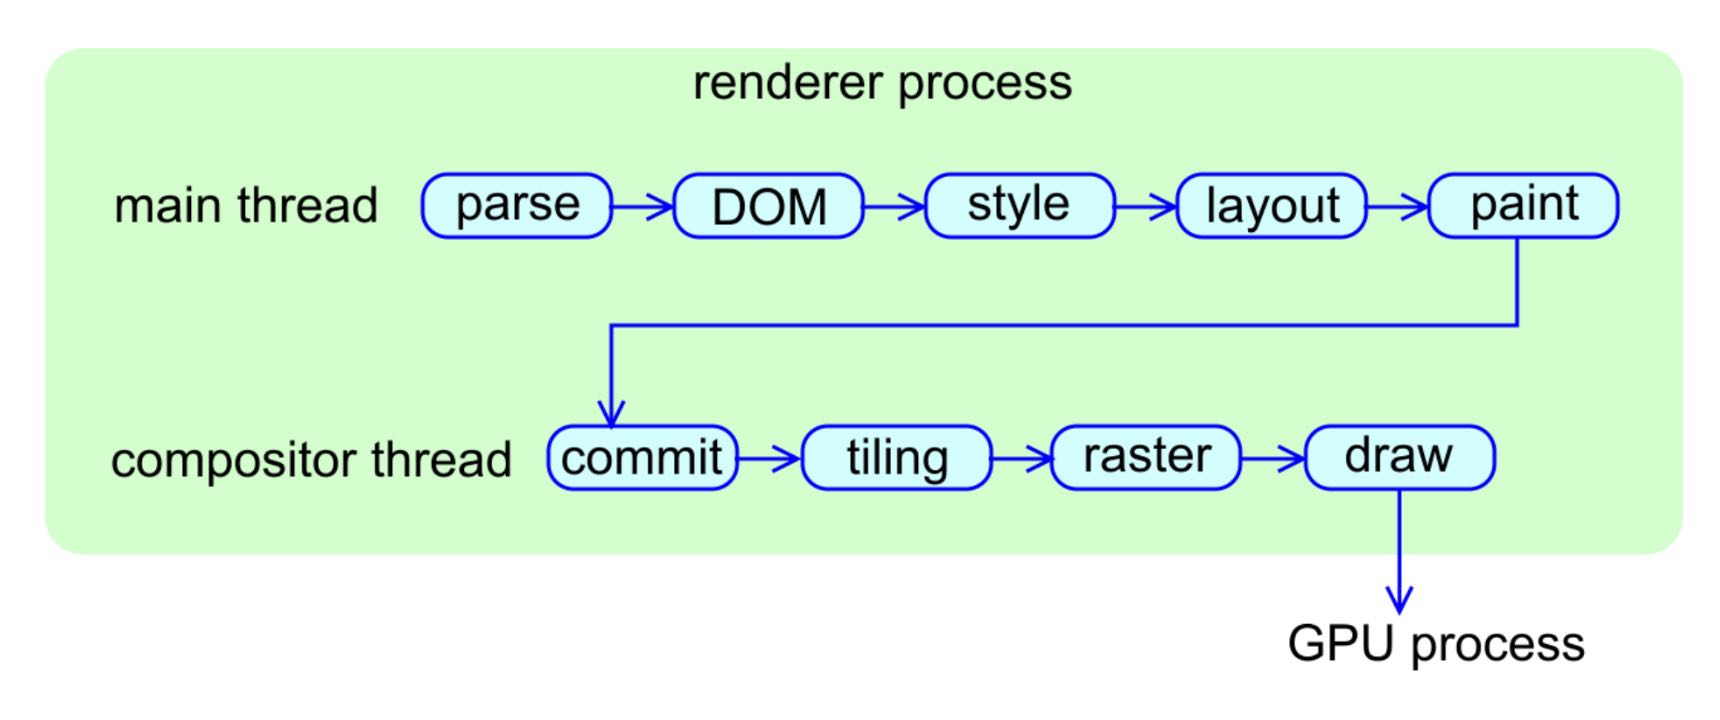 renderer process
main thread parse DOM style layout paint
compositor thread commit tiling raster draw
GPU process